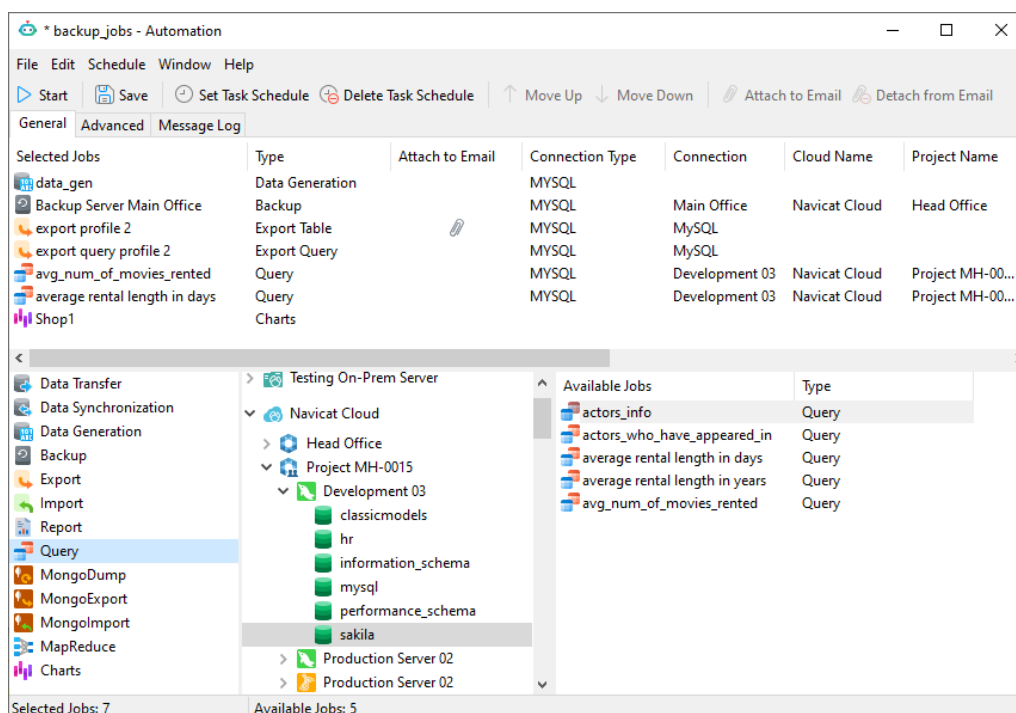 * backup_jobs - Automation
File Edit Schedule Window Help
Start Save Set Task Schedule Delete Task Schedule Move Up Move Down Attach to Email Detach from Email
General Advanced Message Log
Selected Jobs Type Attach to Email Connection Type Connection Cloud Name Project Name
data_gen Data Generation MYSQL
Backup Server Main Office Backup MYSQL Main Office Navicat Cloud Head Office
export profile 2 Export Table MYSQL MySQL
export query profile 2 Export Query MYSQL MySQL
avg_num_of_movies_rented Query MYSQL Development 03 Navicat Cloud Project MH-00...
average rental length in days Query MYSQL Development 03 Navicat Cloud Project MH-00...
Shop1 Charts
Data Transfer
Data Synchronization
Data Generation
Backup
Export
Import
Report
Query
MongoDump
MongoExport
MongoImport
MapReduce
Charts
Testing On-Prem Server
Navicat Cloud
Head Office
Project MH-0015
Development 03
classicmodels
hr
information_schema
mysql
performance_schema
sakila
Production Server 02
Production Server 02
Available Jobs Type
actors_info Query
actors_who_have_appeared_in Query
average rental length in days Query
average rental length in years Query
avg_num_of_movies_rented Query
Selected Jobs: 7 Available Jobs: 5